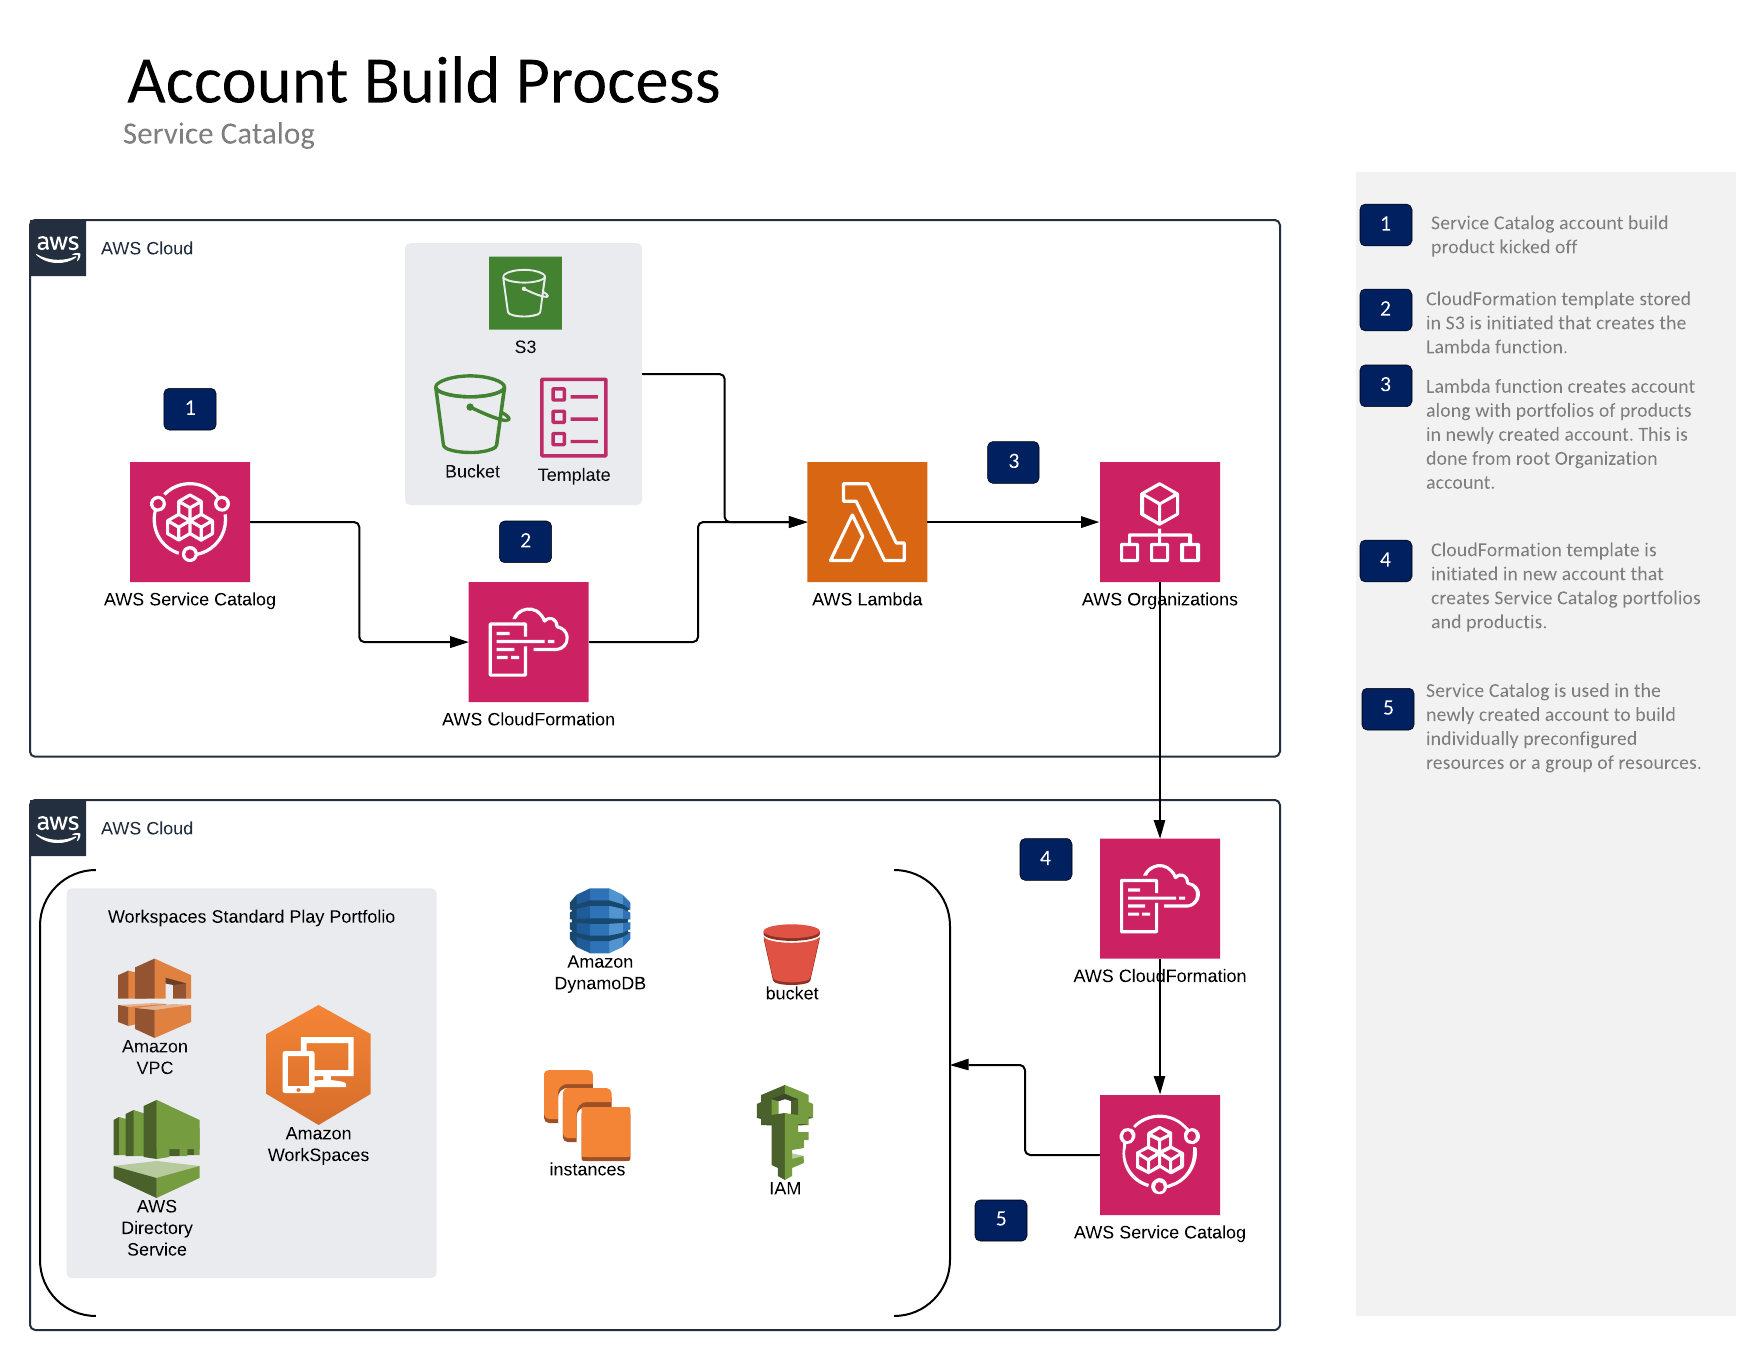 Account Build Process
Service Catalog
aws
AWS Cloud
S3
Bucket
Template
1
AWS Service Catalog
2
AWS CloudFormation
AWS Lambda
3
AWS Organizations
aws
AWS Cloud
Workspaces Standard Play Portfolio
Amazon
VPC
Amazon
WorkSpaces
AWS
Directory
Service
Amazon
DynamoDB
bucket
instances
IAM
4
AWS CloudFormation
5
AWS Service Catalog
1
Service Catalog account build
product kicked off
2
CloudFormation template stored
in S3 is initiated that creates the
Lambda function.
3
Lambda function creates account
along with portfolios of products
in newly created account. This is
done from root Organization
account.
4
CloudFormation template is
initiated in new account that
creates Service Catalog portfolios
and productis.
5
Service Catalog is used in the
newly created account to build
individually preconfigured
resources or a group of resources.